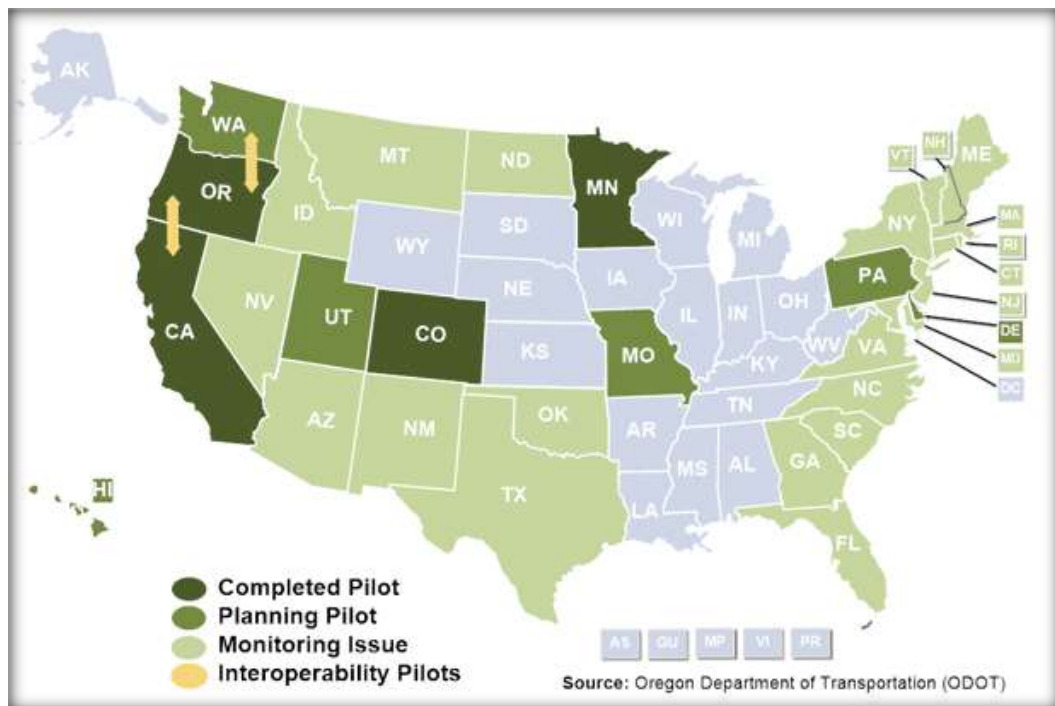 AK
WA
OR
CA
ID
NV
MT
WY
UT
AZ
CO
NM
ND
SD
NE
KS
OK
TX
MN
IA
MO
AR
LA
WI
IL
MI
IN
OH
KY
TN
MS
AL
GA
FL
SC
NC
VA
WV
PA
NY
VT
NH
ME
MA
RI
CT
NJ
DE
MD
DC
HI
Completed Pilot
Planning Pilot
Monitoring Issue
Interoperability Pilots
AS GU MP VI PR
Source: Oregon Department of Transportation (ODOT)